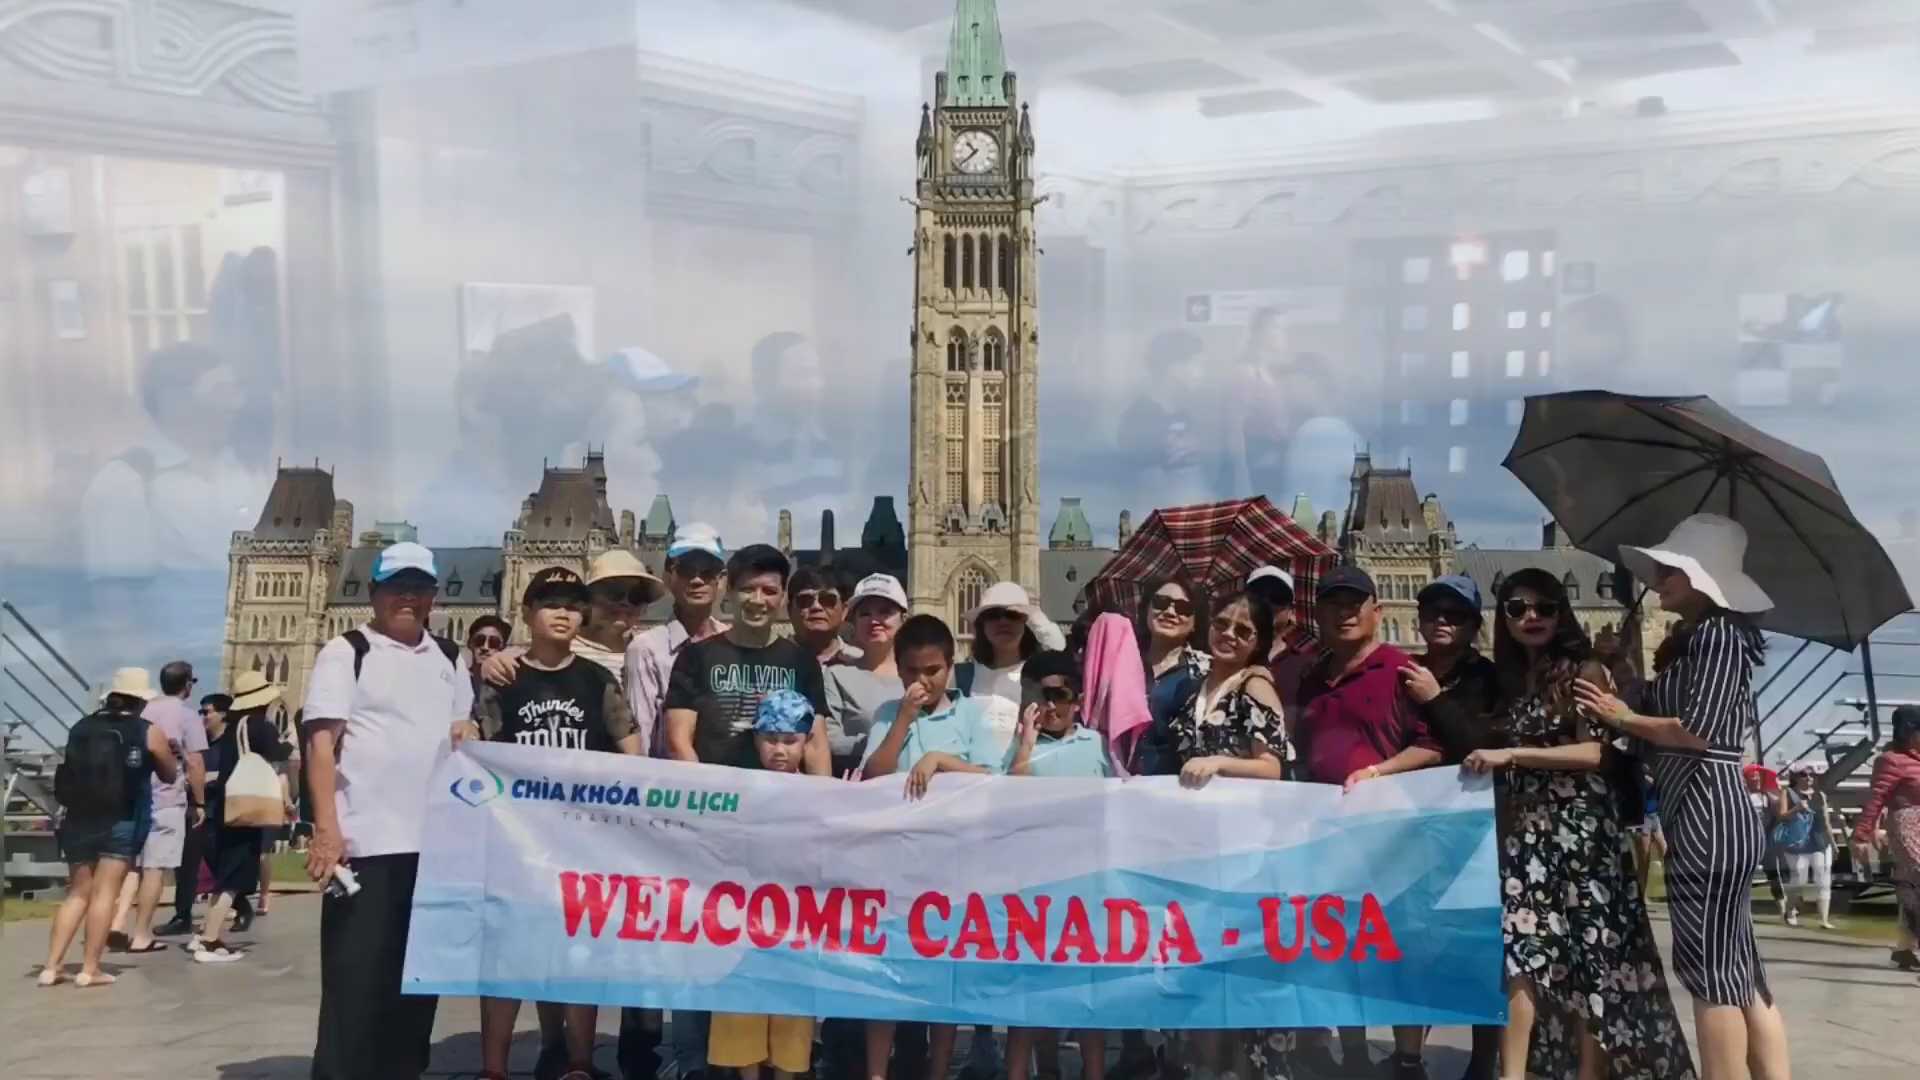 CALVIN
Thunder
CHÌA KHÓA DU LỊCH
TRAVEL KEY
WELCOME CANADA - USA